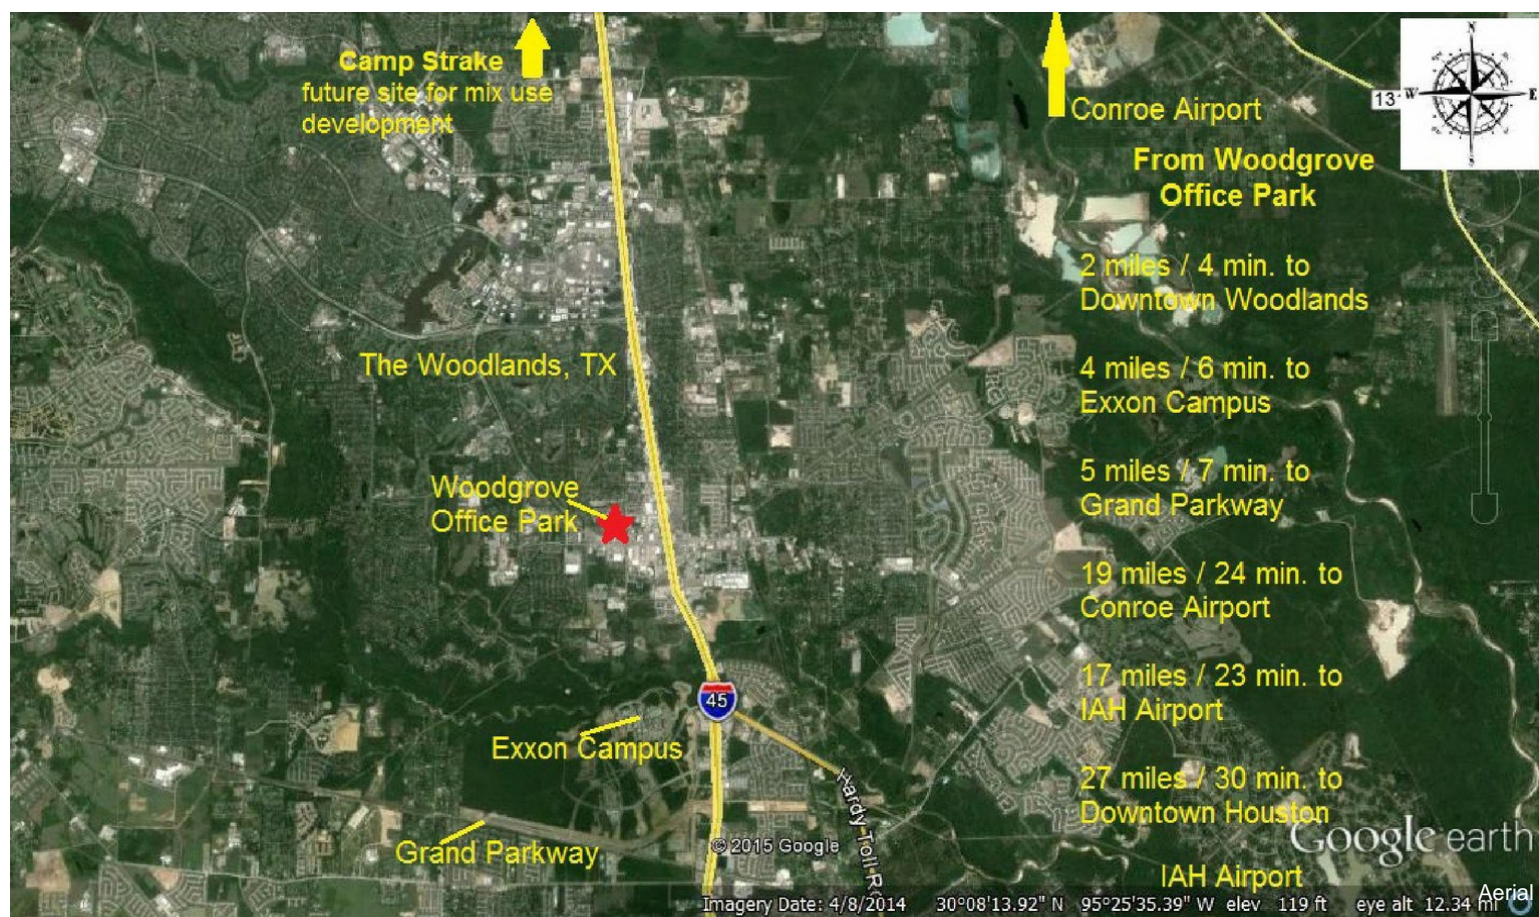 Camp Strake
future site for mix use
development
Conroe Airport
13
N
W
E
S
From Woodgrove
Office Park
2 miles / 4 min. to
Downtown Woodlands
The Woodlands, TX
4 miles / 6 min. to
Exxon Campus
Woodgrove
Office Park
5 miles / 7 min. to
Grand Parkway
19 miles / 24 min. to
Conroe Airport
17 miles / 23 min. to
IAH Airport
45
Exxon Campus
27 miles / 30 min. to
Downtown Houston
Hardy Toll R
Grand Parkway
© 2015 Google
Google earth
IAH Airport
Aerial
Imagery Date: 4/8/2014 30°08'13.92" N 95°25'35.39" W elev 119 ft eye alt 12.34 mi